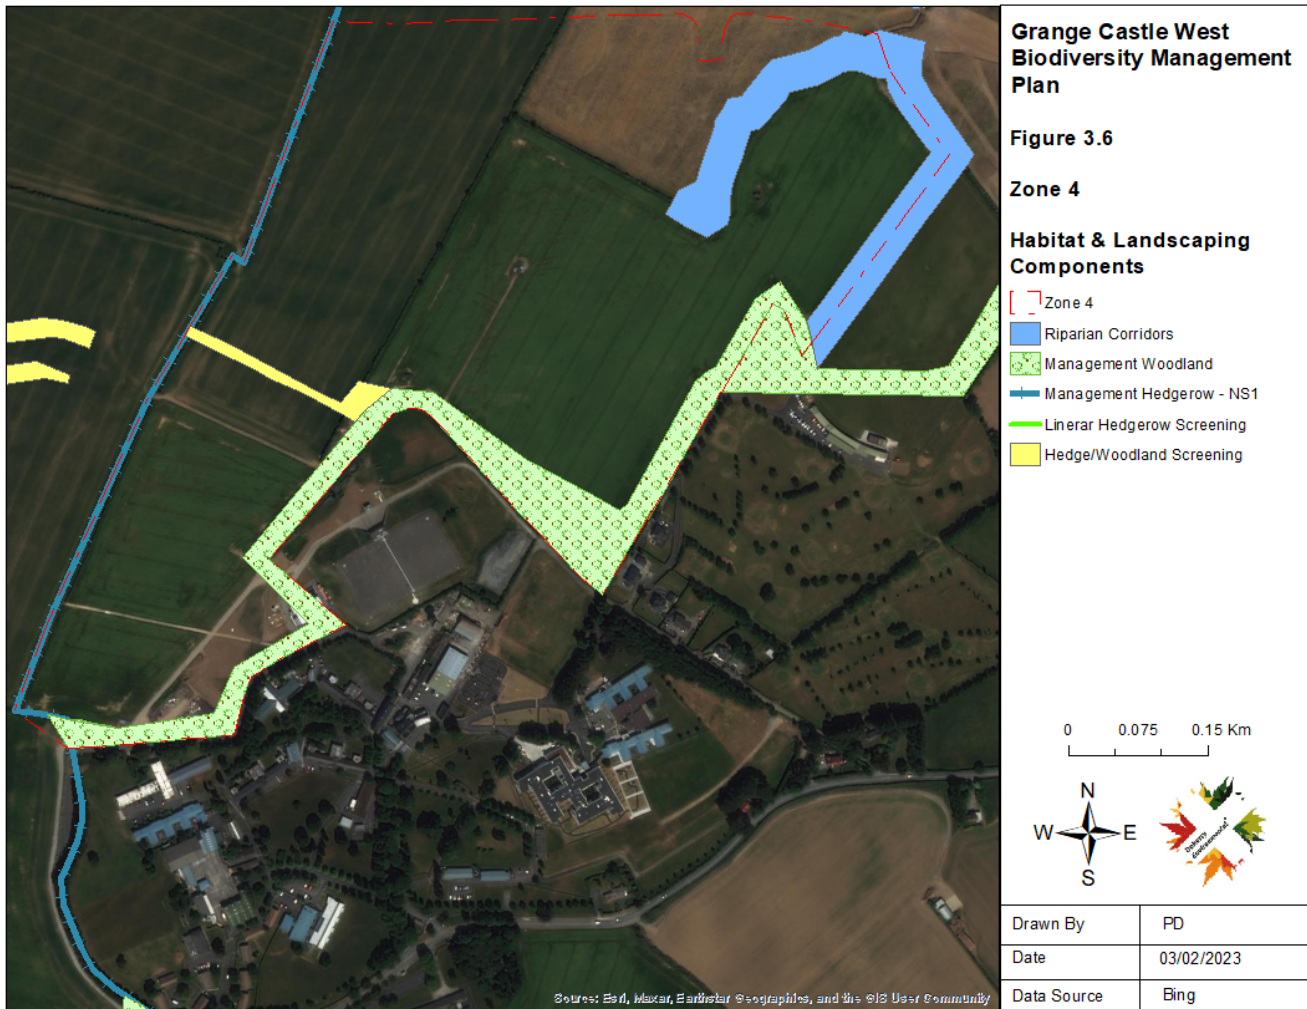 Grange Castle West
Biodiversity Management
Plan
Figure 3.6
Zone 4
Habitat & Landscaping
Components
Zone 4
Riparian Corridors
Management Woodland
Management Hedgerow - NS1
Linerar Hedgerow Screening
Hedge/Woodland Screening
0 0.075 0.15 Km
N
W E
S
Drawn By PD
Date 03/02/2023
Data Source Bing
Source: Esri, Maxar, Earthstar Geographics, and the GIS User Community